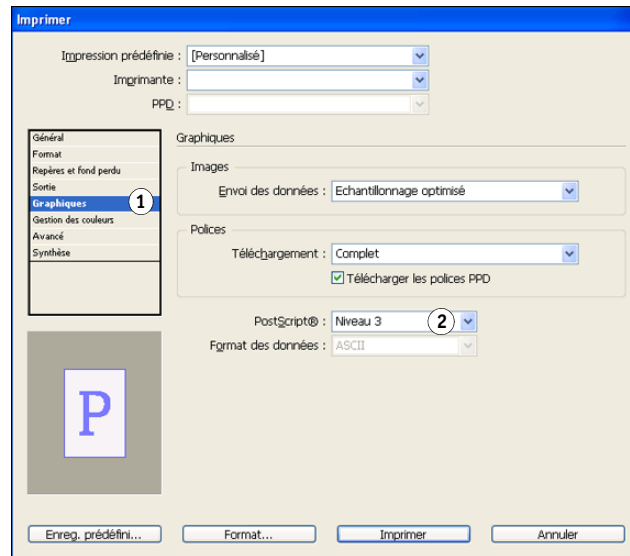 Imprimer
Impression prédéfinie : [Personnalisé]
Imprimante :
PPD :
Général
Format
Repères et fond perdu
Sortie
Graphiques 1
Gestion des couleurs
Avancé
Synthèse
Graphiques
Images
Envoi des données : Echantillonnage optimisé
Polices
Téléchargement : Complet
Télécharger les polices PPD
PostScript® : Niveau 3 2
Format des données : ASCII
P
Enreg. prédéfini... Format... Imprimer Annuler